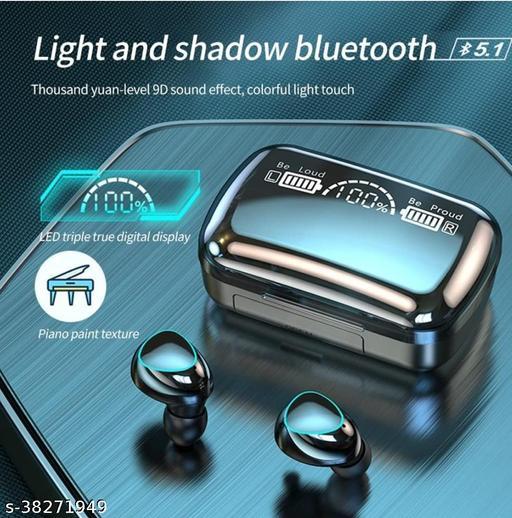 Light and shadow bluetooth 5.1
Thousand yuan-level 9D sound effect, colorful light touch
Be Loud
L
100%
Be Proud
R
100%
LED triple true digital display
Piano paint texture
s-38271949